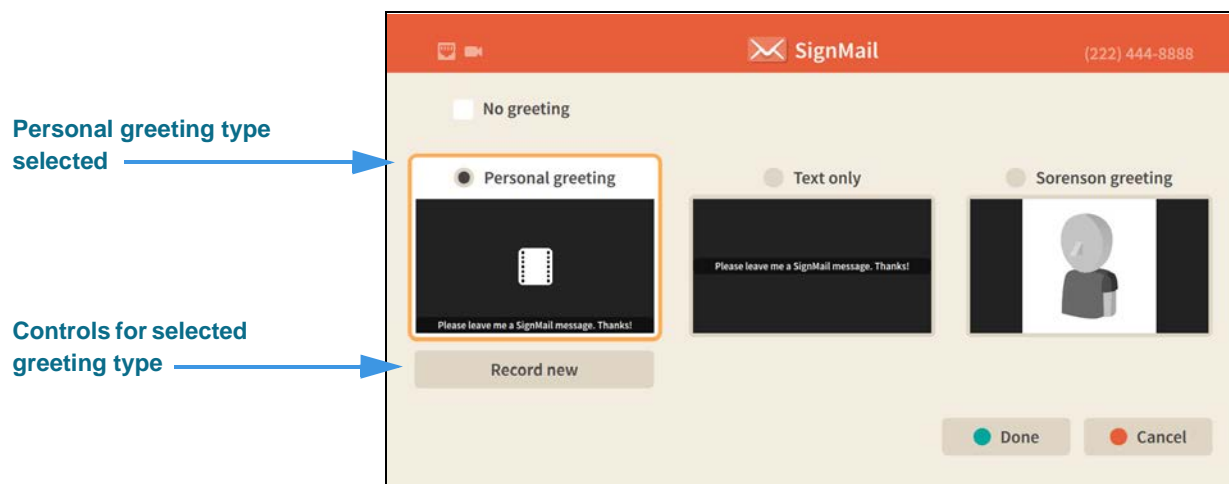 SignMail
(222) 444-8888
No greeting
Personal greeting type
selected
Personal greeting
Text only
Sorenson greeting
Please leave me a SignMail message. Thanks!
Please leave me a SignMail message. Thanks!
Controls for selected
greeting type
Record new
Done
Cancel